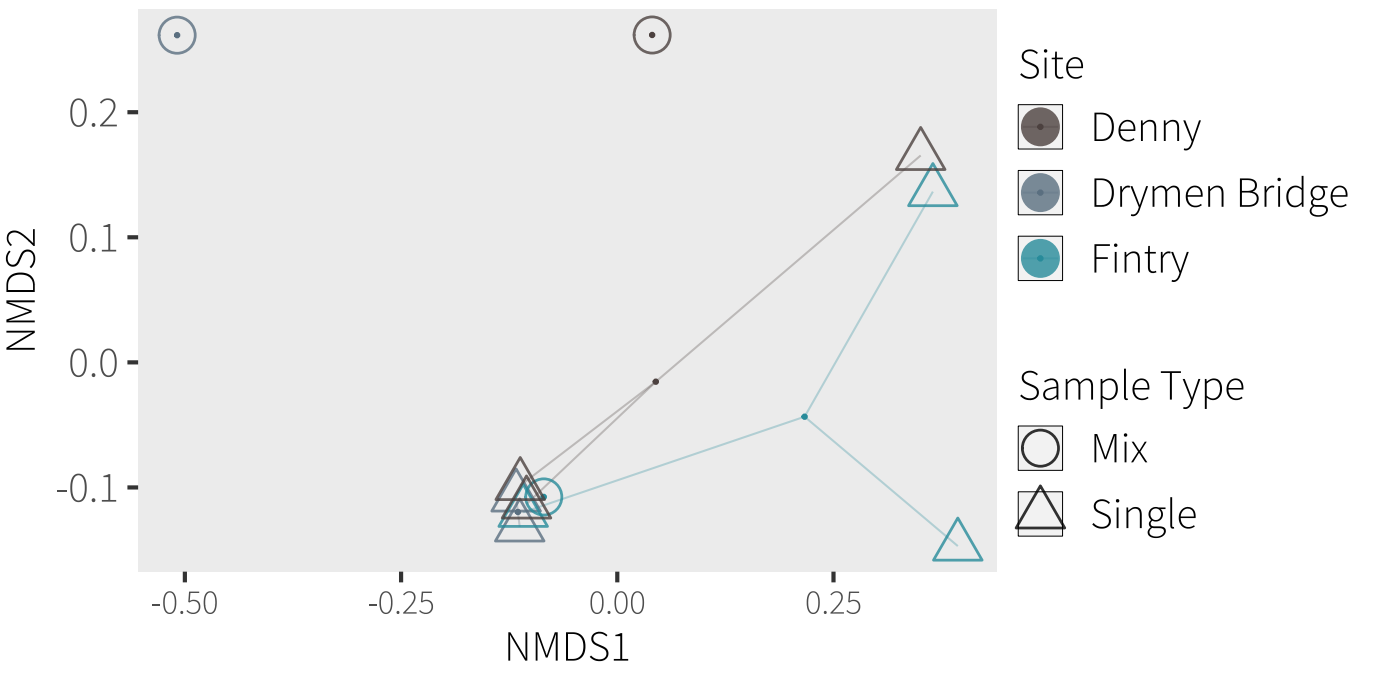 0.2
0.1
0.0
-0.1
NMDS2
-0.50
-0.25
0.00
0.25
NMDS1
Site
Denny
Drymen Bridge
Fintry
Sample Type
Mix
Single